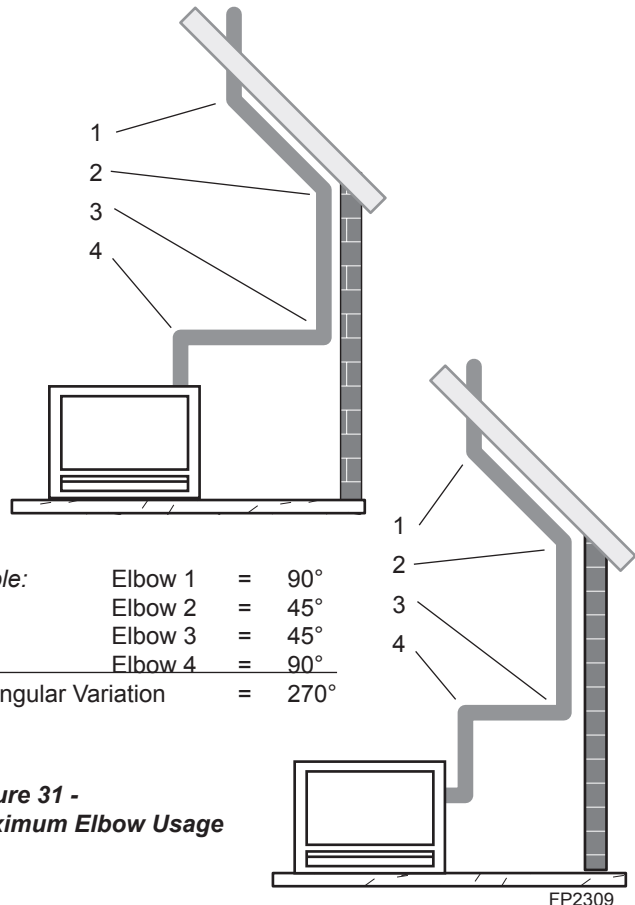 1
2
3
4
1
2
3
4
ple: Elbow 1 = 90°
Elbow 2 = 45°
Elbow 3 = 45°
Elbow 4 = 90°
ngular Variation = 270°
ure 31 -
ximum Elbow Usage
FP2309